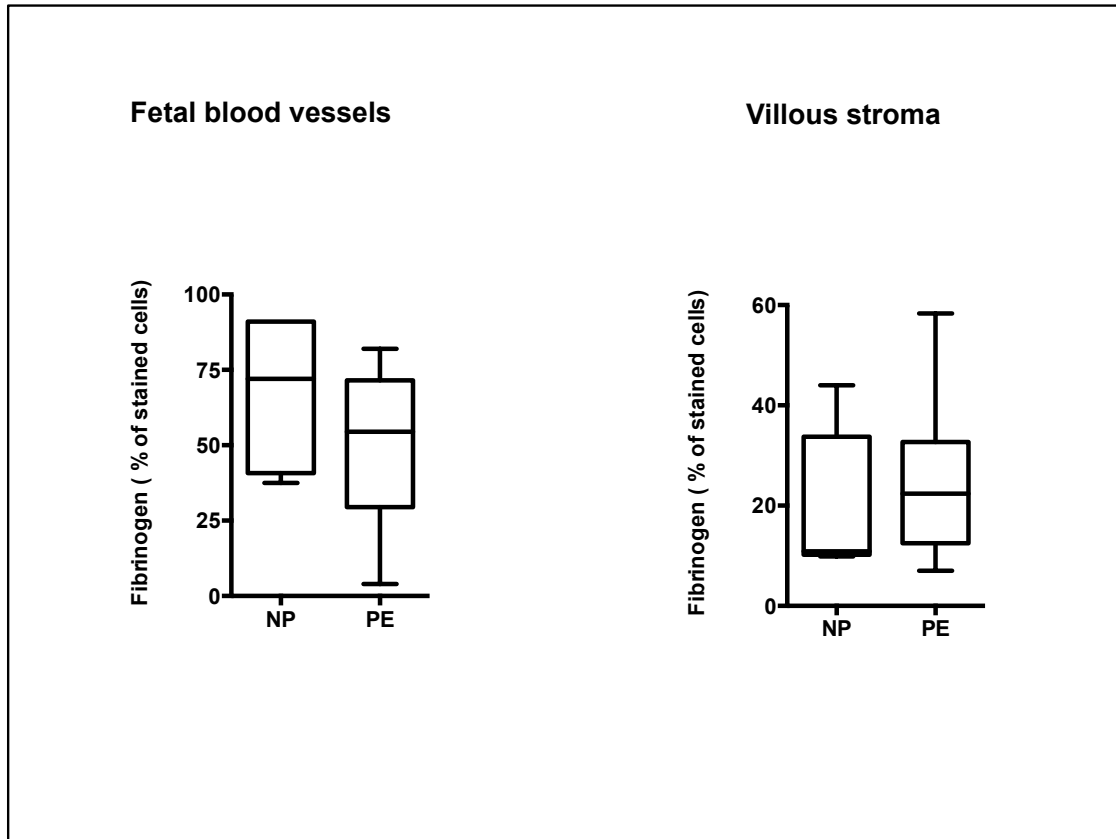 Fetal blood vessels
Fibrinogen ( % of stained cells)
100
75
50
25
0
NP
PE
Villous stroma
Fibrinogen ( % of stained cells)
60
40
20
0
NP
PE